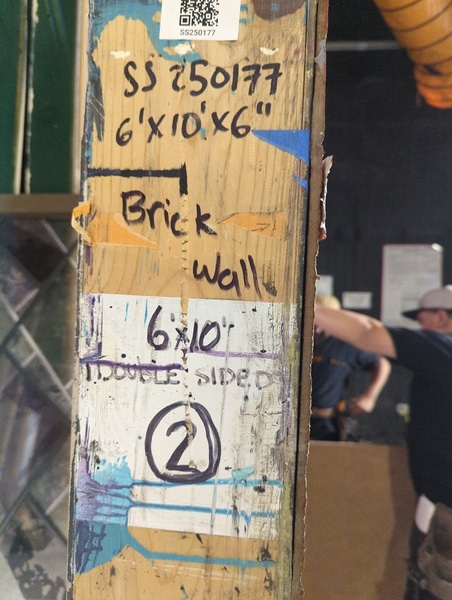 SS250177
SS 250177
6'X10'X6"
Brick
Wall
6'X10'
DOUBLE SIDED
2